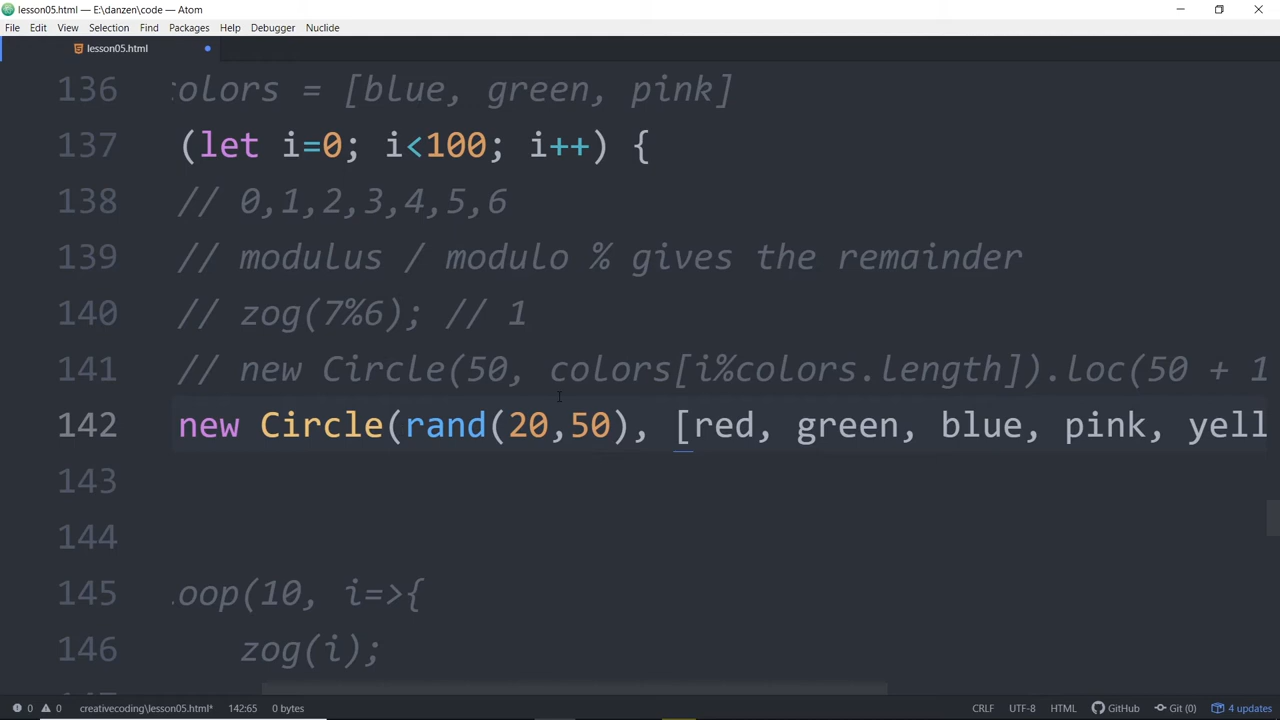 lesson05.html — E:\danzen\code — Atom
File Edit View Selection Find Packages Help Debugger Nuclide
lesson05.html
136 colors = [blue, green, pink]
137 (let i=0; i<100; i++) {
138 // 0,1,2,3,4,5,6
139 // modulus / modulo % gives the remainder
140 // zog(7%6); // 1
141 // new Circle(50, colors[i%colors.length]).loc(50 + 1
142 new Circle(rand(20,50), [red, green, blue, pink, yell
143
144
145 loop(10, i=>{
146 zog(i);
0 0 creativecoding\lesson05.html* 142:65 0 bytes CRLF UTF-8 HTML GitHub Git (0) 4 updates